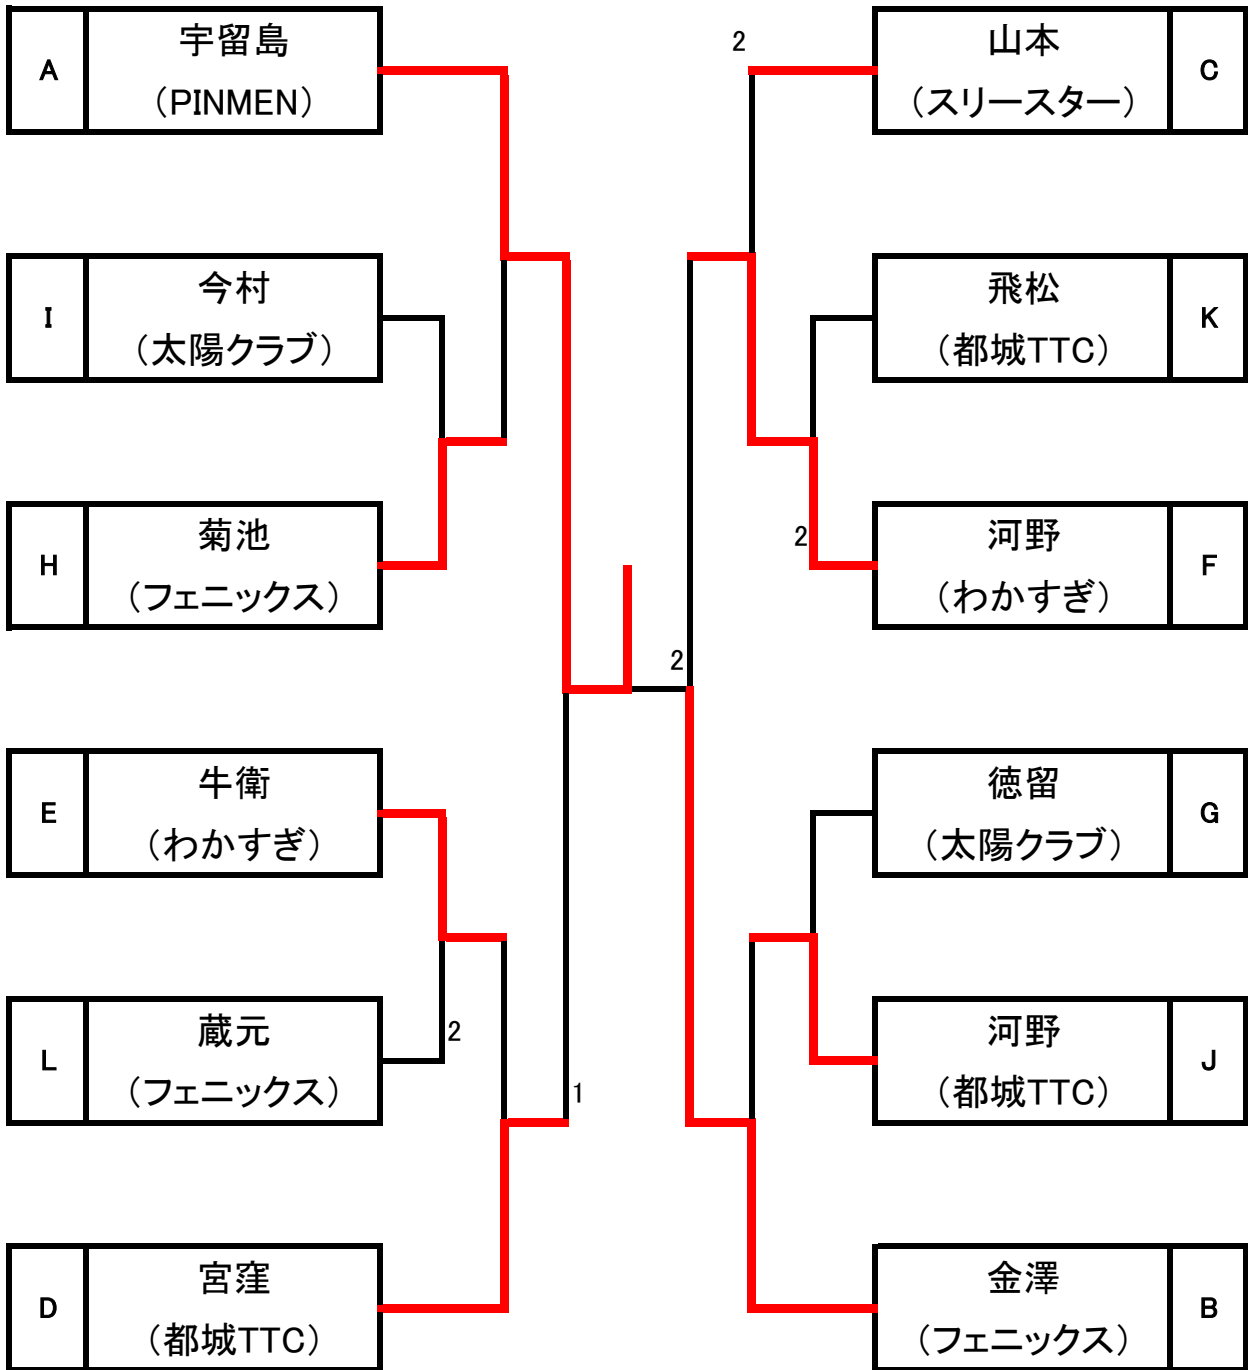 A
宇留島
(PINMEN)
I
今村
(太陽クラブ)
H
菊池
(フェニックス)
E
牛衛
(わかすぎ)
L
蔵元
(フェニックス)
2
D
宮窪
(都城TTC)
1
2
2
山本
(スリースター)
C
飛松
(都城TTC)
K
2
河野
(わかすぎ)
F
徳留
(太陽クラブ)
G
河野
(都城TTC)
J
金澤
(フェニックス)
B